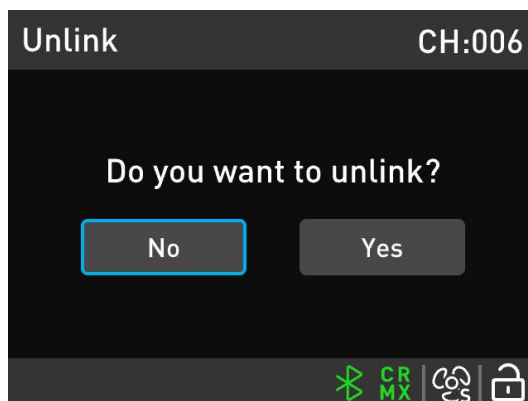 Unlink CH:006
Do you want to unlink?
No Yes
CR
MX S